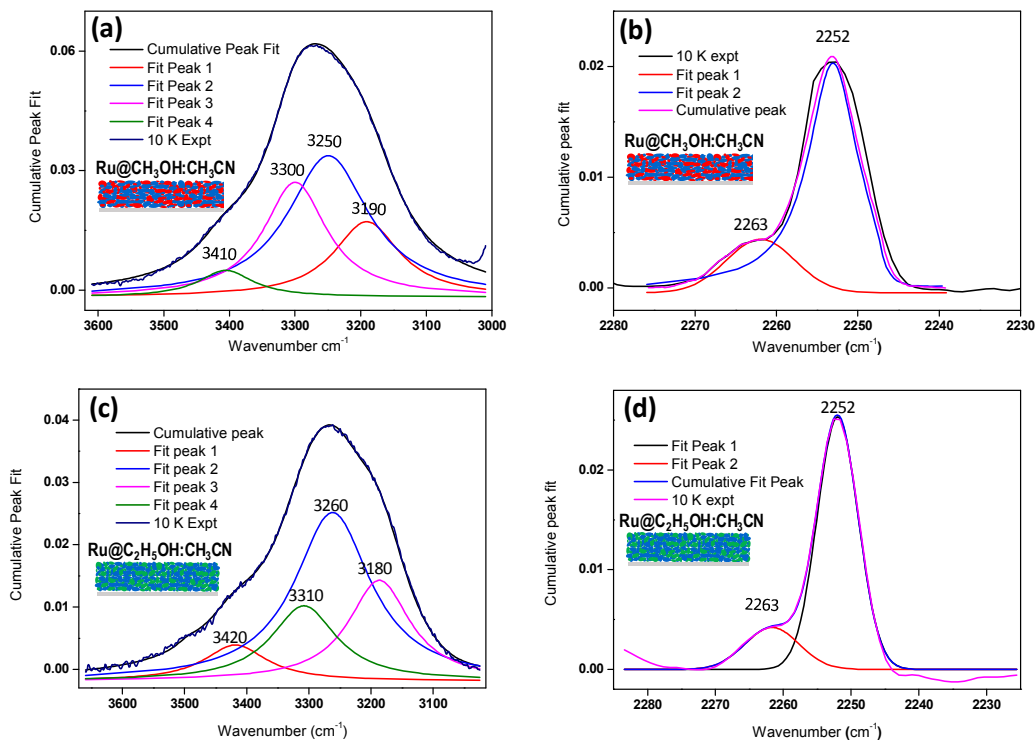 (a)
Cumulative Peak Fit
0.06
0.03
0.00
Cumulative Peak Fit
Fit Peak 1
Fit Peak 2
Fit Peak 3
Fit Peak 4
10 K Expt
Ru@CH₃OH:CH₃CN
3250
3300
3190
3410
3600 3500 3400 3300 3200 3100 3000
Wavenumber cm⁻¹
(b)
2252
Cumulative peak fit
0.02
0.01
0.00
10 K expt
Fit peak 1
Fit peak 2
Cumulative peak
Ru@CH₃OH:CH₃CN
2263
2280 2270 2260 2250 2240 2230
Wavenumber (cm⁻¹)
(c)
Cumulative Peak Fit
0.04
0.03
0.02
0.01
0.00
Cumulative peak
Fit peak 1
Fit peak 2
Fit peak 3
Fit peak 4
10 K Expt
Ru@C₂H₅OH:CH₃CN
3260
3180
3310
3420
3600 3500 3400 3300 3200 3100
Wavenumber (cm⁻¹)
(d)
2252
Cumulative peak fit
0.02
0.01
0.00
Fit Peak 1
Fit Peak 2
Cumulative Fit Peak
10 K expt
Ru@C₂H₅OH:CH₃CN
2263
2280 2270 2260 2250 2240 2230
Wavenumber (cm⁻¹)